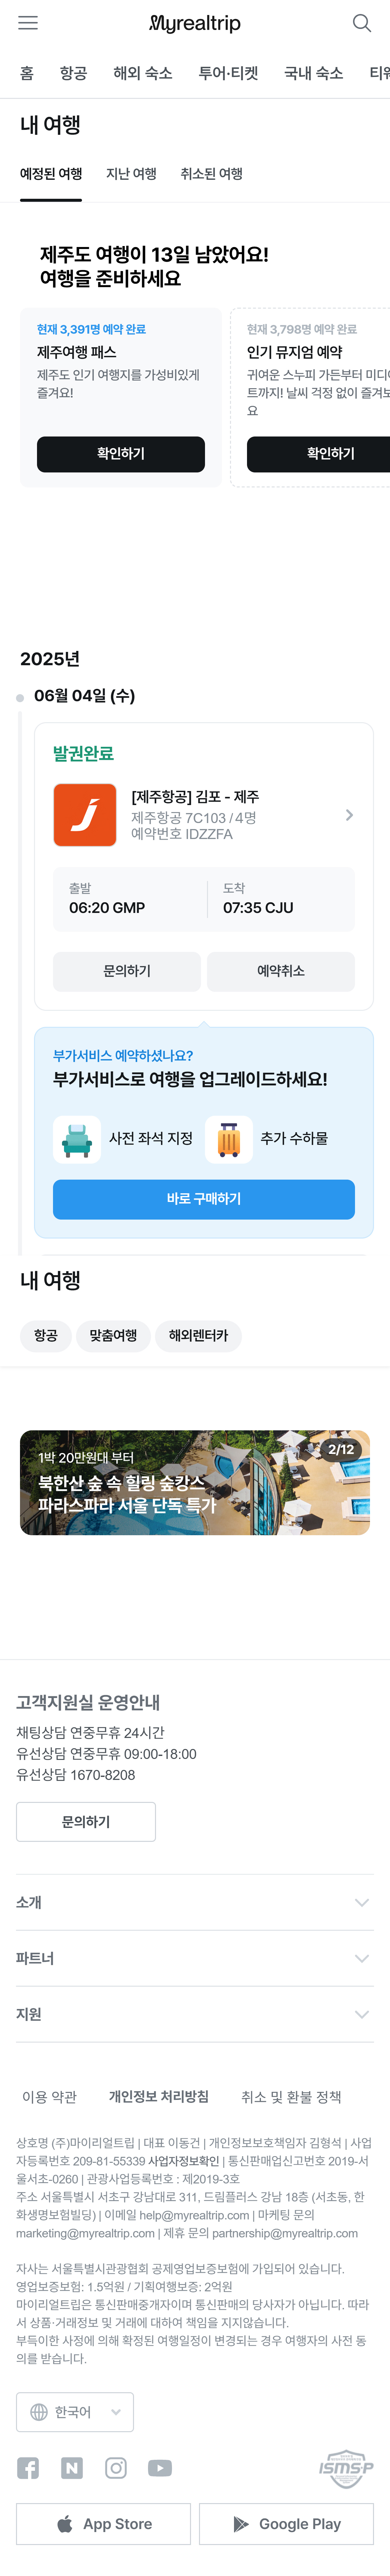 Myrealtrip
홈 항공 해외 숙소 투어·티켓 국내 숙소
내 여행
예정된 여행 지난 여행 취소된 여행
제주도 여행이 13일 남았어요!
여행을 준비하세요
현재 3,391명 예약 완료
제주여행 패스
제주도 인기 여행지를 가성비있게
즐겨요!
확인하기
현재 3,798명 예약 완료
인기 뮤지엄 예약
귀여운 스누피 가든부터 미디
트까지! 날씨 걱정 없이 즐겨보
요
확인하기
2025년
06월 04일 (수)
발권완료
[제주항공] 김포 - 제주
제주항공 7C103 / 4명
예약번호 IDZZFA
출발 도착
06:20 GMP 07:35 CJU
문의하기 예약취소
부가서비스 예약하셨나요?
부가서비스로 여행을 업그레이드하세요!
사전 좌석 지정 추가 수하물
바로 구매하기
내 여행
항공 맞춤여행 해외렌터카
2/12
1박 20만원대 부터
북한산 숲 속 힐링 숲캉스
파라스파라 서울 단독 특가
고객지원실 운영안내
채팅상담 연중무휴 24시간
유선상담 연중무휴 09:00-18:00
유선상담 1670-8208
문의하기
소개
파트너
지원
이용 약관 개인정보 처리방침 취소 및 환불 정책
상호명 (주)마이리얼트립 | 대표 이동건 | 개인정보보호책임자 김형석 | 사업
자등록번호 209-81-55339 사업자정보확인 | 통신판매업신고번호 2019-서
울서초-0260 | 관광사업등록번호 : 제2019-3호
주소 서울특별시 서초구 강남대로 311, 드림플러스 강남 18층 (서초동, 한
화생명보험빌딩) | 이메일 help@myrealtrip.com | 마케팅 문의
marketing@myrealtrip.com | 제휴 문의 partnership@myrealtrip.com
자사는 서울특별시관광협회 공제영업보증보험에 가입되어 있습니다.
영업보증보험: 1.5억원 / 기획여행보증: 2억원
마이리얼트립은 통신판매중개자이며 통신판매의 당사자가 아닙니다. 따라
서 상품·거래정보 및 거래에 대하여 책임을 지지않습니다.
부득이한 사정에 의해 확정된 여행일정이 변경되는 경우 여행자의 사전 동
의를 받습니다.
한국어
ISMS-P
App Store Google Play